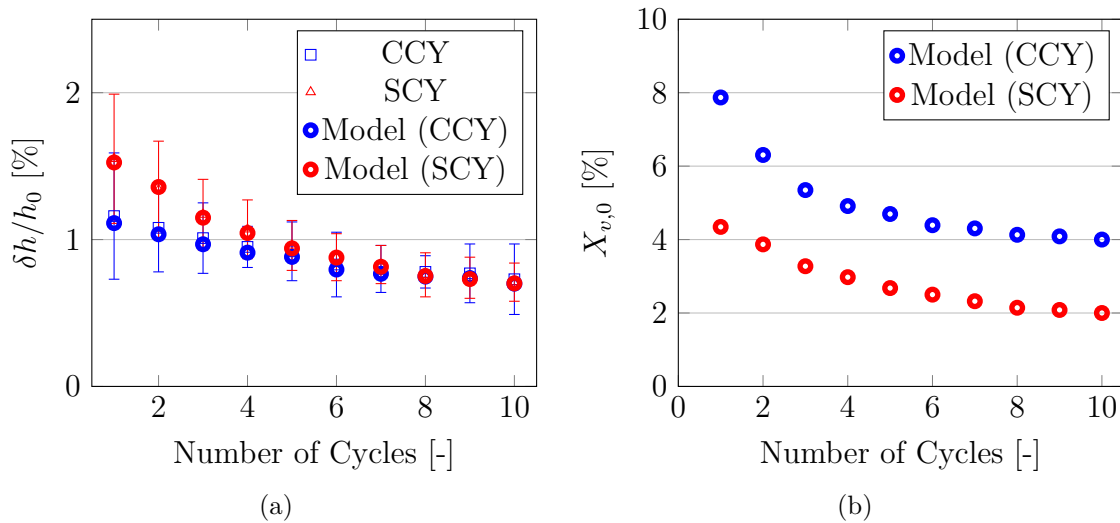 CCY
SCY
Model (CCY)
Model (SCY)
2
1
0
δh/h₀ [%]
2 4 6 8 10
Number of Cycles [-]
(a)
Model (CCY)
Model (SCY)
10
8
6
4
2
0
Xᵥ,₀ [%]
0 2 4 6 8 10
Number of Cycles [-]
(b)